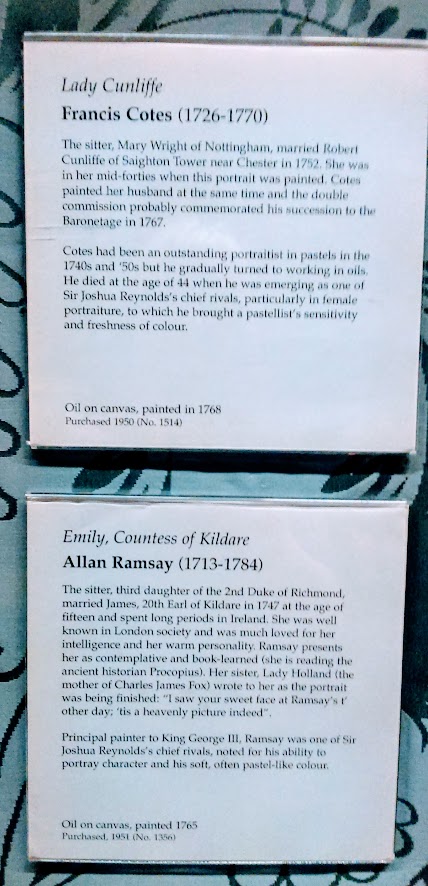 Lady Cunliffe
Francis Cotes (1726-1770)
The sitter, Mary Wright of Nottingham, married Robert
Cunliffe of Saighton Tower near Chester in 1752. She was
in her mid-forties when this portrait was painted. Cotes
painted her husband at the same time and the double
commission probably commemorated his succession to the
Baronetage in 1767.
Cotes had been an outstanding portraitist in pastels in the
1740s and '50s but he gradually turned to working in oils.
He died at the age of 44 when he was emerging as one of
Sir Joshua Reynolds's chief rivals, particularly in female
portraiture, to which he brought a pastellist's sensitivity
and freshness of colour.
Oil on canvas, painted in 1768
Purchased 1950 (No. 1514)
Emily, Countess of Kildare
Allan Ramsay (1713-1784)
The sitter, third daughter of the 2nd Duke of Richmond,
married James, 20th Earl of Kildare in 1747 at the age of
fifteen and spent long periods in Ireland. She was well
known in London society and was much loved for her
intelligence and her warm personality. Ramsay presents
her as contemplative and book-learned (she is reading the
ancient historian Procopius). Her sister, Lady Holland (the
mother of Charles James Fox) wrote to her as the portrait
was being finished: "I saw your sweet face at Ramsay's t'
other day; 'tis a heavenly picture indeed".
Principal painter to King George III, Ramsay was one of Sir
Joshua Reynolds's chief rivals, noted for his ability to
portray character and his soft, often pastel-like colour.
Oil on canvas, painted 1765
Purchased, 1951 (No. 1356)